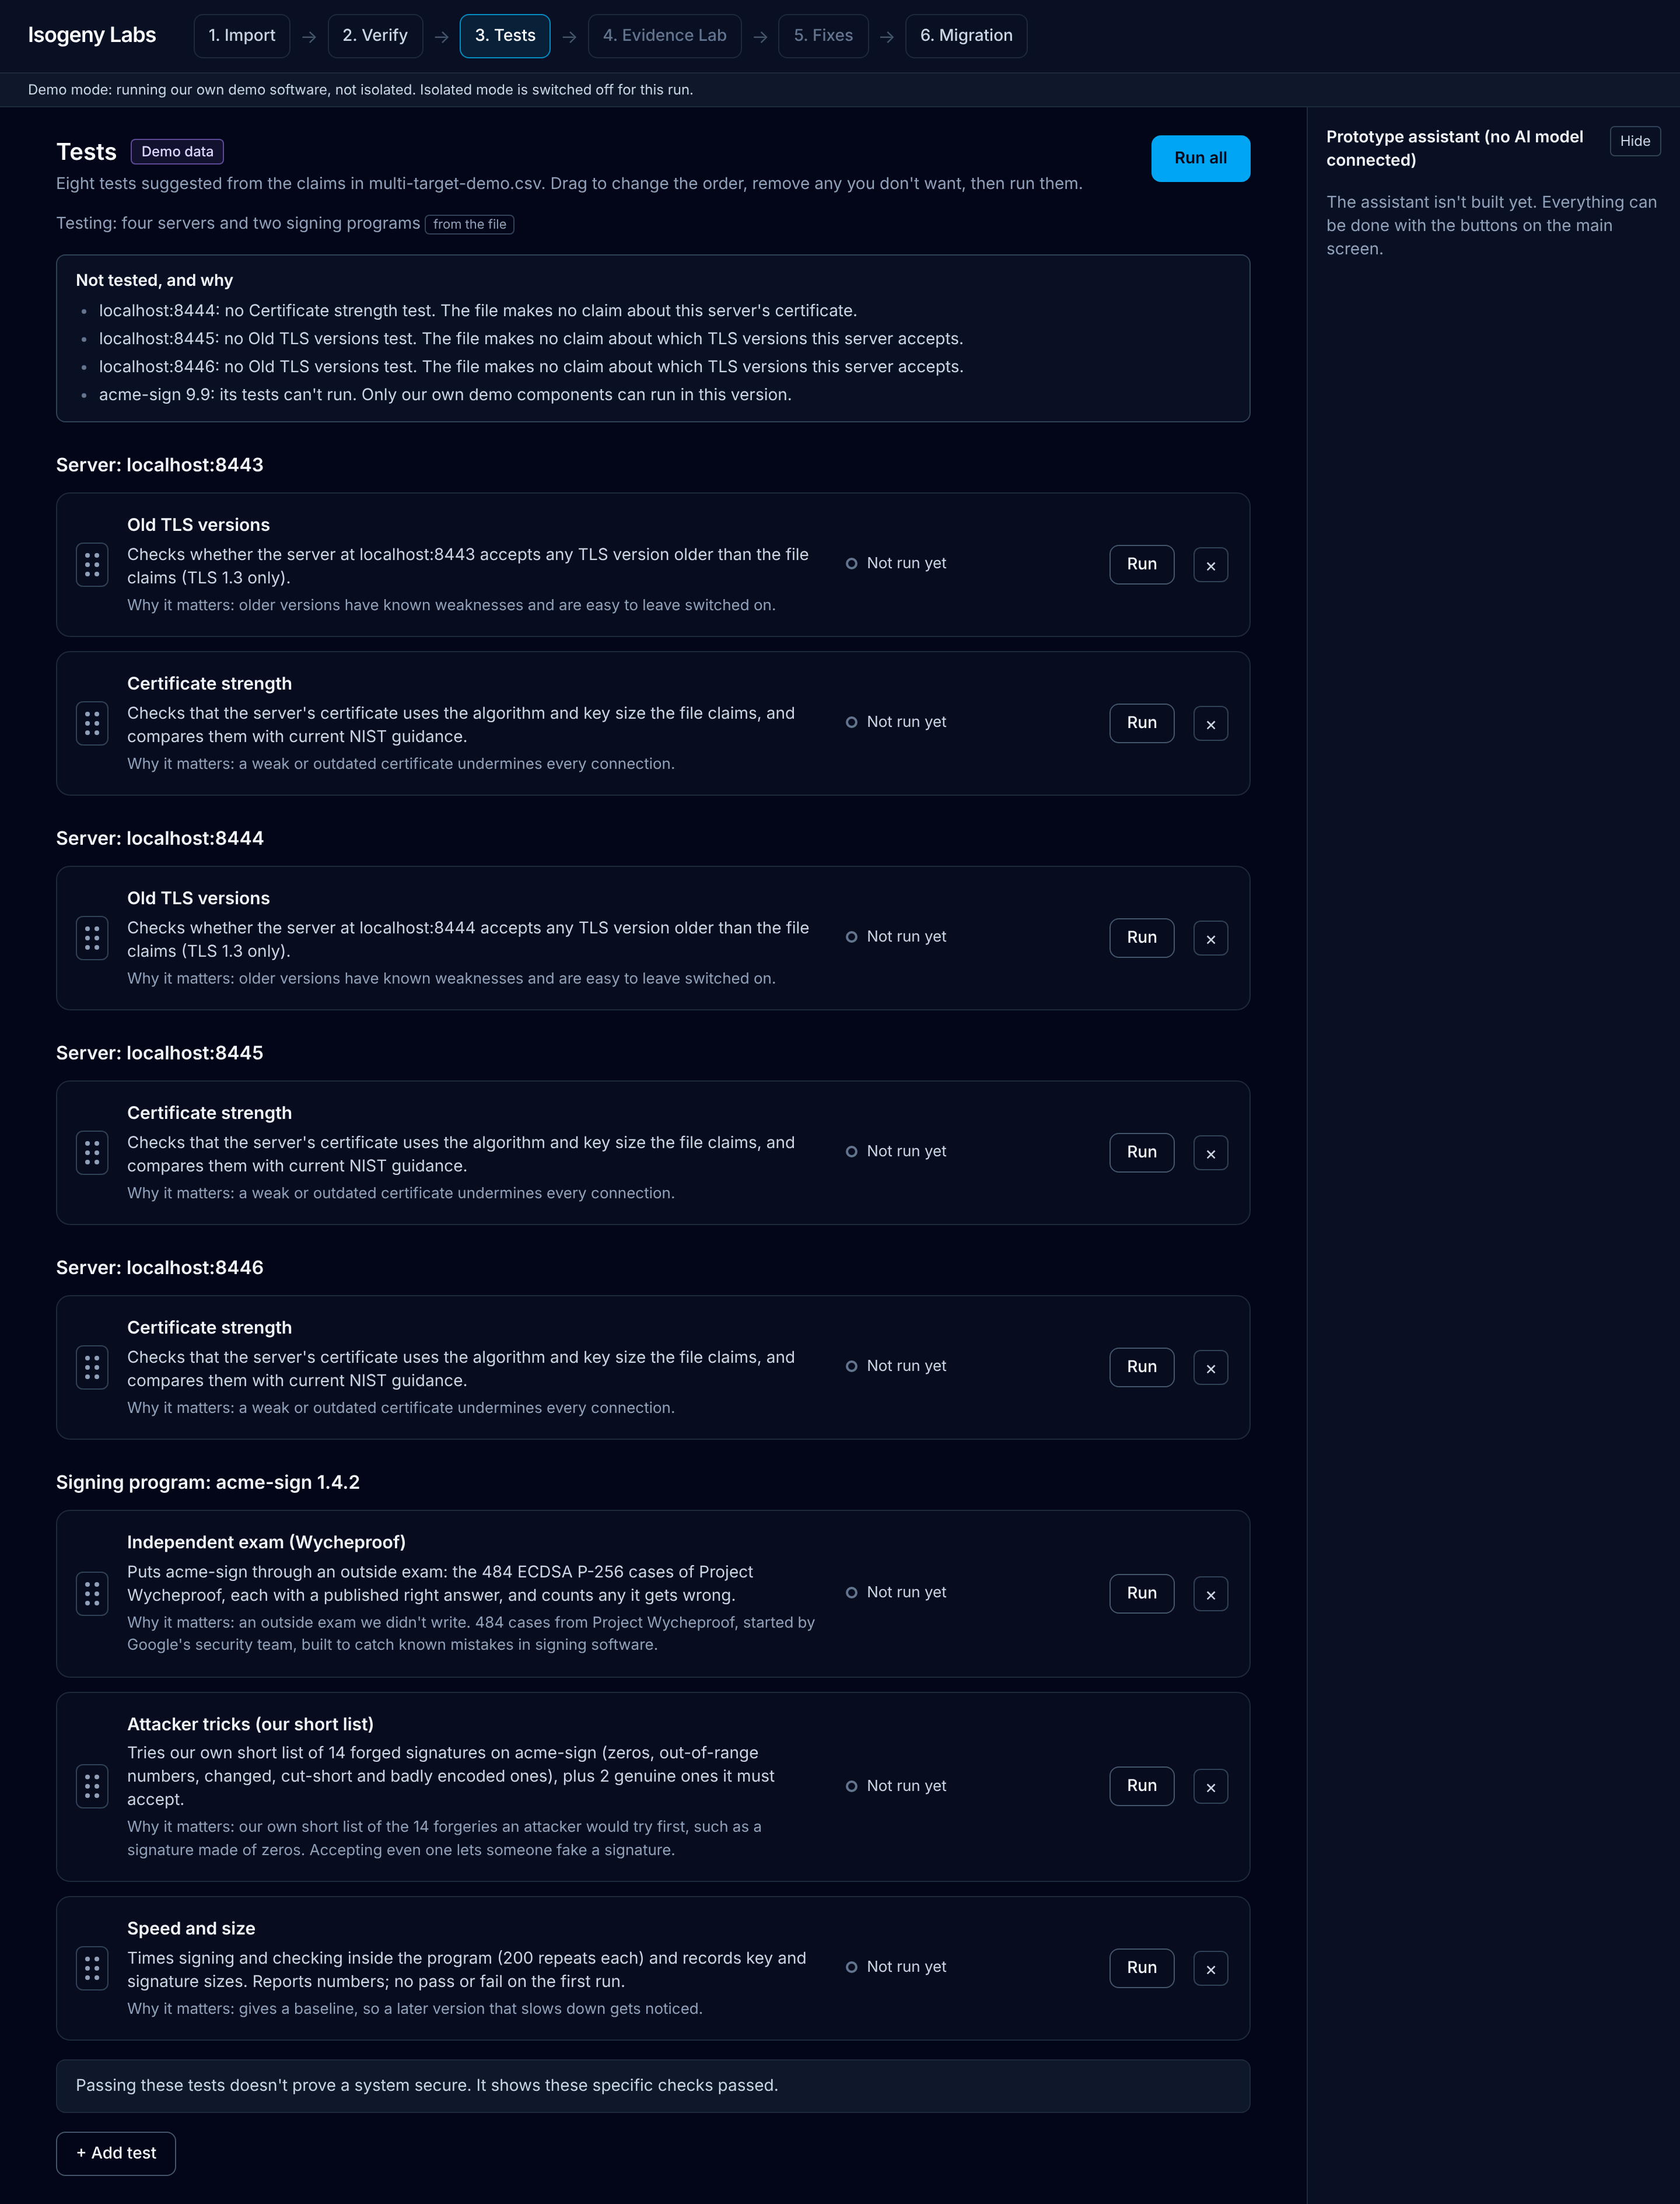 Isogeny Labs
1. Import → 2. Verify → 3. Tests → 4. Evidence Lab → 5. Fixes → 6. Migration
Demo mode: running our own demo software, not isolated. Isolated mode is switched off for this run.
Tests
Demo data
Run all
Eight tests suggested from the claims in multi-target-demo.csv. Drag to change the order, remove any you don't want, then run them.
Testing: four servers and two signing programs from the file
Not tested, and why
• localhost:8444: no Certificate strength test. The file makes no claim about this server's certificate.
• localhost:8445: no Old TLS versions test. The file makes no claim about which TLS versions this server accepts.
• localhost:8446: no Old TLS versions test. The file makes no claim about which TLS versions this server accepts.
• acme-sign 9.9: its tests can't run. Only our own demo components can run in this version.
Server: localhost:8443
Old TLS versions
Checks whether the server at localhost:8443 accepts any TLS version older than the file
claims (TLS 1.3 only).
Why it matters: older versions have known weaknesses and are easy to leave switched on.
Not run yet
Run
×
Certificate strength
Checks that the server's certificate uses the algorithm and key size the file claims, and
compares them with current NIST guidance.
Why it matters: a weak or outdated certificate undermines every connection.
Not run yet
Run
×
Server: localhost:8444
Old TLS versions
Checks whether the server at localhost:8444 accepts any TLS version older than the file
claims (TLS 1.3 only).
Why it matters: older versions have known weaknesses and are easy to leave switched on.
Not run yet
Run
×
Server: localhost:8445
Certificate strength
Checks that the server's certificate uses the algorithm and key size the file claims, and
compares them with current NIST guidance.
Why it matters: a weak or outdated certificate undermines every connection.
Not run yet
Run
×
Server: localhost:8446
Certificate strength
Checks that the server's certificate uses the algorithm and key size the file claims, and
compares them with current NIST guidance.
Why it matters: a weak or outdated certificate undermines every connection.
Not run yet
Run
×
Signing program: acme-sign 1.4.2
Independent exam (Wycheproof)
Puts acme-sign through an outside exam: the 484 ECDSA P-256 cases of Project
Wycheproof, each with a published right answer, and counts any it gets wrong.
Why it matters: an outside exam we didn't write. 484 cases from Project Wycheproof, started by
Google's security team, built to catch known mistakes in signing software.
Not run yet
Run
×
Attacker tricks (our short list)
Tries our own short list of 14 forged signatures on acme-sign (zeros, out-of-range
numbers, changed, cut-short and badly encoded ones), plus 2 genuine ones it must
accept.
Why it matters: our own short list of the 14 forgeries an attacker would try first, such as a
signature made of zeros. Accepting even one lets someone fake a signature.
Not run yet
Run
×
Speed and size
Times signing and checking inside the program (200 repeats each) and records key and
signature sizes. Reports numbers; no pass or fail on the first run.
Why it matters: gives a baseline, so a later version that slows down gets noticed.
Not run yet
Run
×
Passing these tests doesn't prove a system secure. It shows these specific checks passed.
+ Add test
Prototype assistant (no AI model
connected)
Hide
The assistant isn't built yet. Everything can
be done with the buttons on the main
screen.